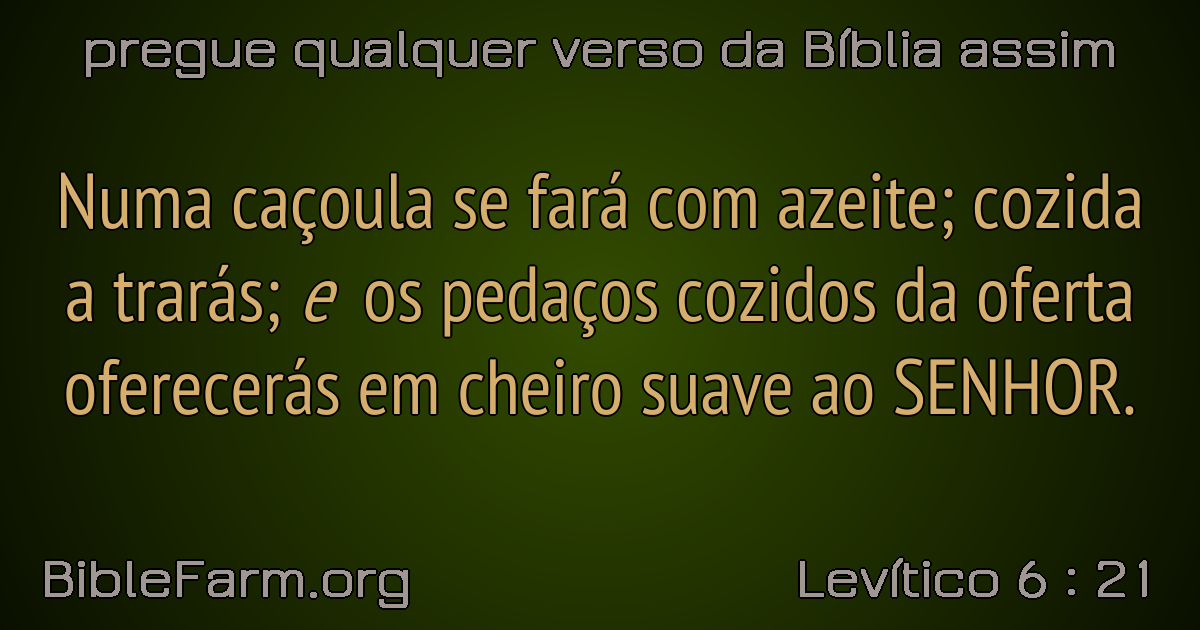 pregue qualquer verso da Bíblia assim
Numa caçoula se fará com azeite; cozida
a trarás; e os pedaços cozidos da oferta
oferecerás em cheiro suave ao SENHOR.
BibleFarm.org
Levítico 6 : 21